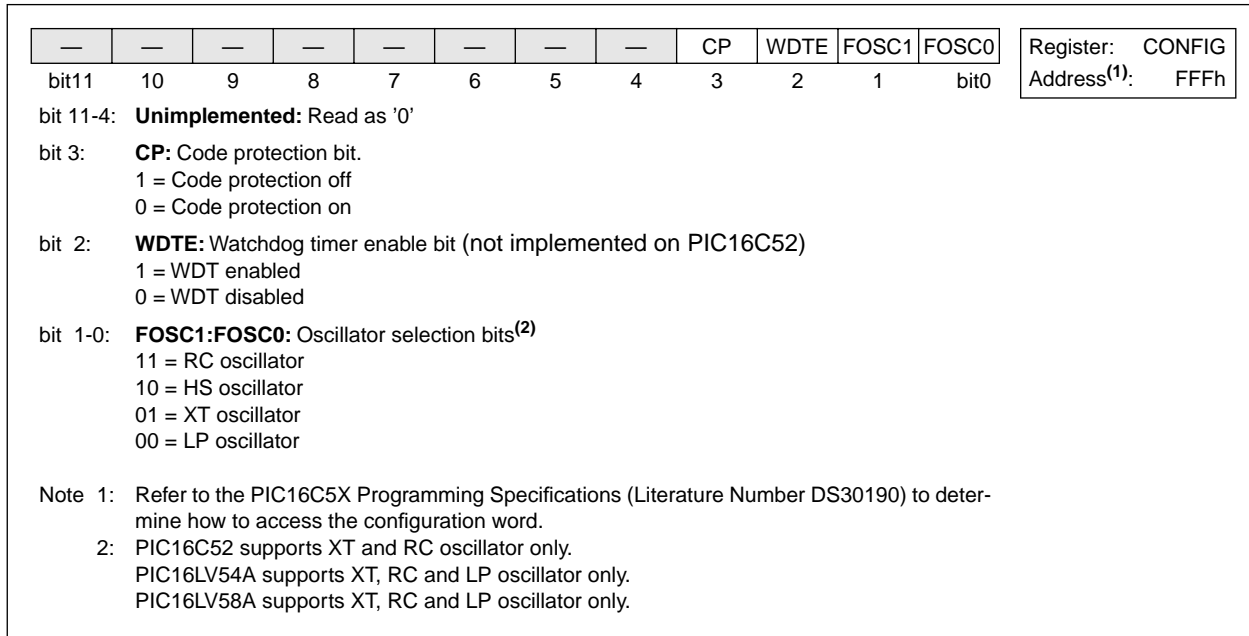 — — — — — — — — CP WDTE FOSC1 FOSC0
bit11 10 9 8 7 6 5 4 3 2 1 bit0
Register: CONFIG
Address(1): FFFh
bit 11-4: Unimplemented: Read as '0'
bit 3: CP: Code protection bit.
1 = Code protection off
0 = Code protection on
bit 2: WDTE: Watchdog timer enable bit (not implemented on PIC16C52)
1 = WDT enabled
0 = WDT disabled
bit 1-0: FOSC1:FOSC0: Oscillator selection bits(2)
11 = RC oscillator
10 = HS oscillator
01 = XT oscillator
00 = LP oscillator
Note 1: Refer to the PIC16C5X Programming Specifications (Literature Number DS30190) to deter-
mine how to access the configuration word.
2: PIC16C52 supports XT and RC oscillator only.
PIC16LV54A supports XT, RC and LP oscillator only.
PIC16LV58A supports XT, RC and LP oscillator only.